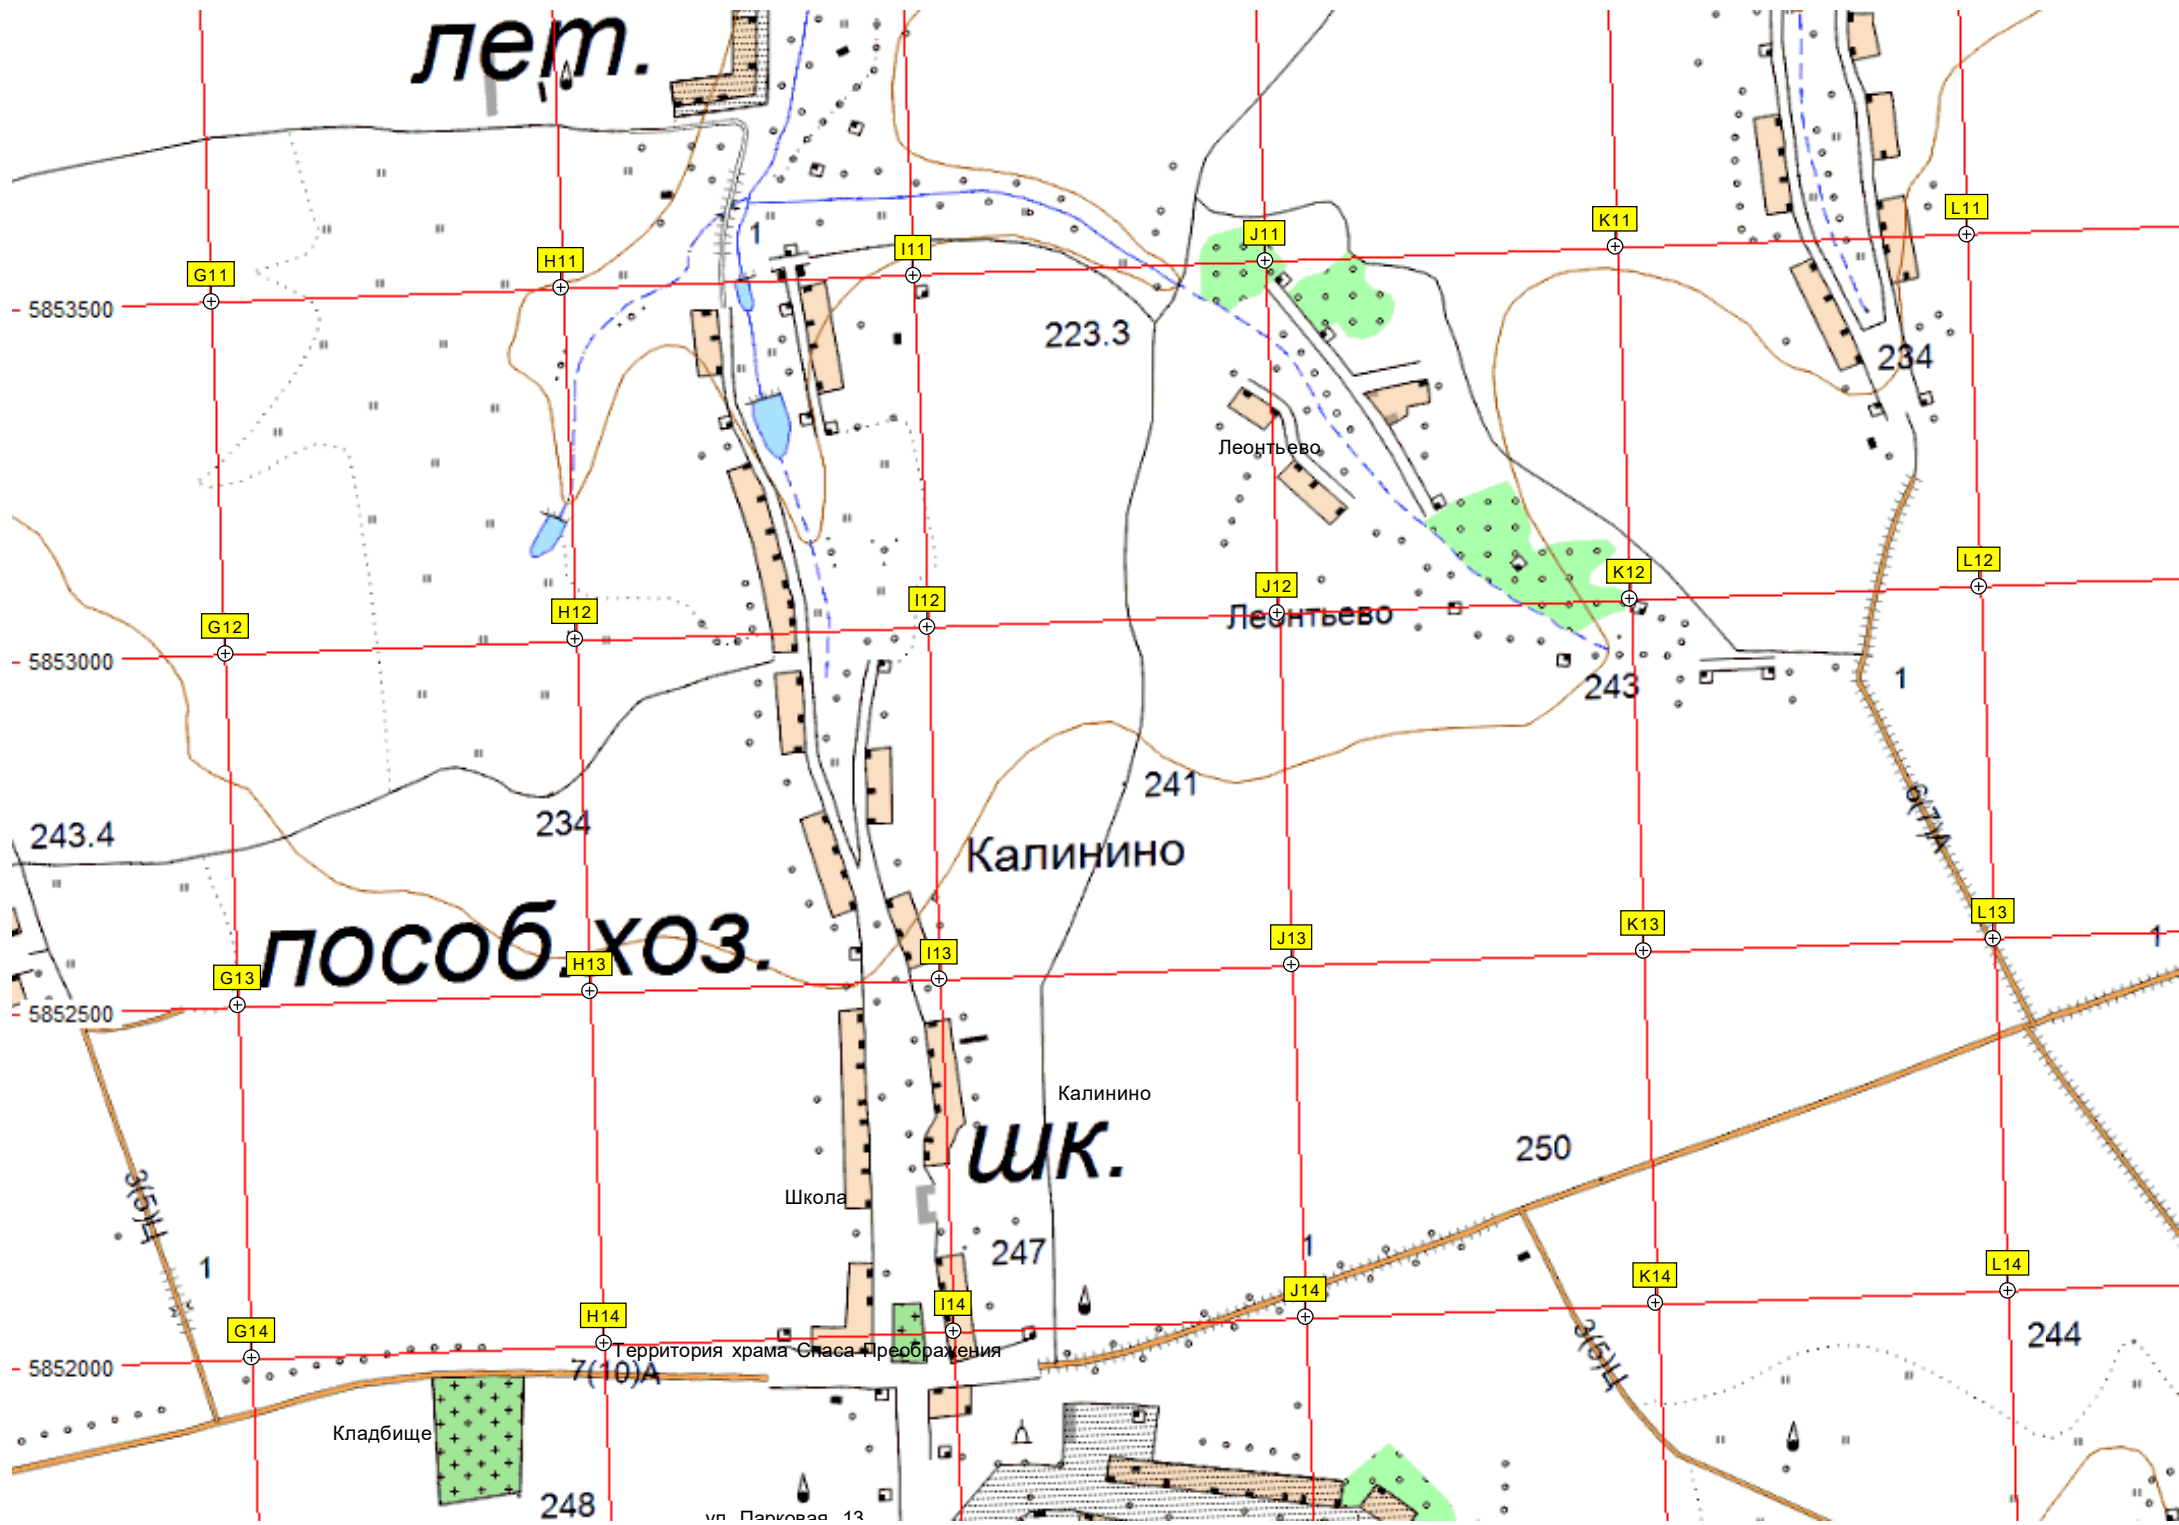 лет.
L11
K11
J11
1
I11
H11
G11
5853500
223.3
234
Леонтьево
L12
K12
J12
I12
H12
G12
Леонтьево
5853000
243
1
241
234
243.4
6(7)А
Калинино
L13
K13
J13
I13
H13
G13
1
пособ.хоз.
5852500
Калинино
шк.
250
3(5)Ц
Школа
247
1
1
L14
K14
J14
I14
H14
G14
244
3(5)Ц
Территория храма Спаса Преображения
5852000
7(10)А
Кладбище
248
ул. Парковая, 13